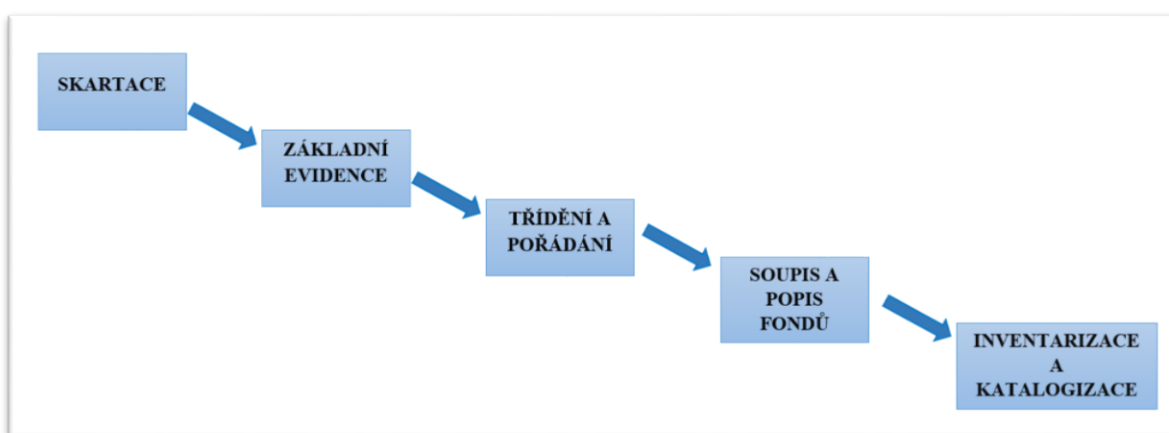 SKARTACE
ZÁKLADNÍ
EVIDENCE
TŘÍDĚNÍ A
POŘÁDÁNÍ
SOUPIS A
POPIS
FONDŮ
INVENTARIZACE
A
KATALOGIZACE